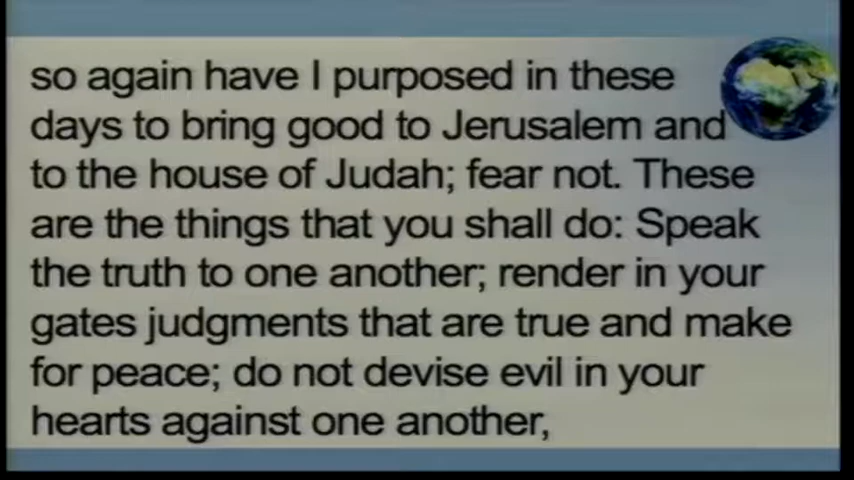 so again have I purposed in these
days to bring good to Jerusalem and
to the house of Judah; fear not. These
are the things that you shall do: Speak
the truth to one another; render in your
gates judgments that are true and make
for peace; do not devise evil in your
hearts against one another,